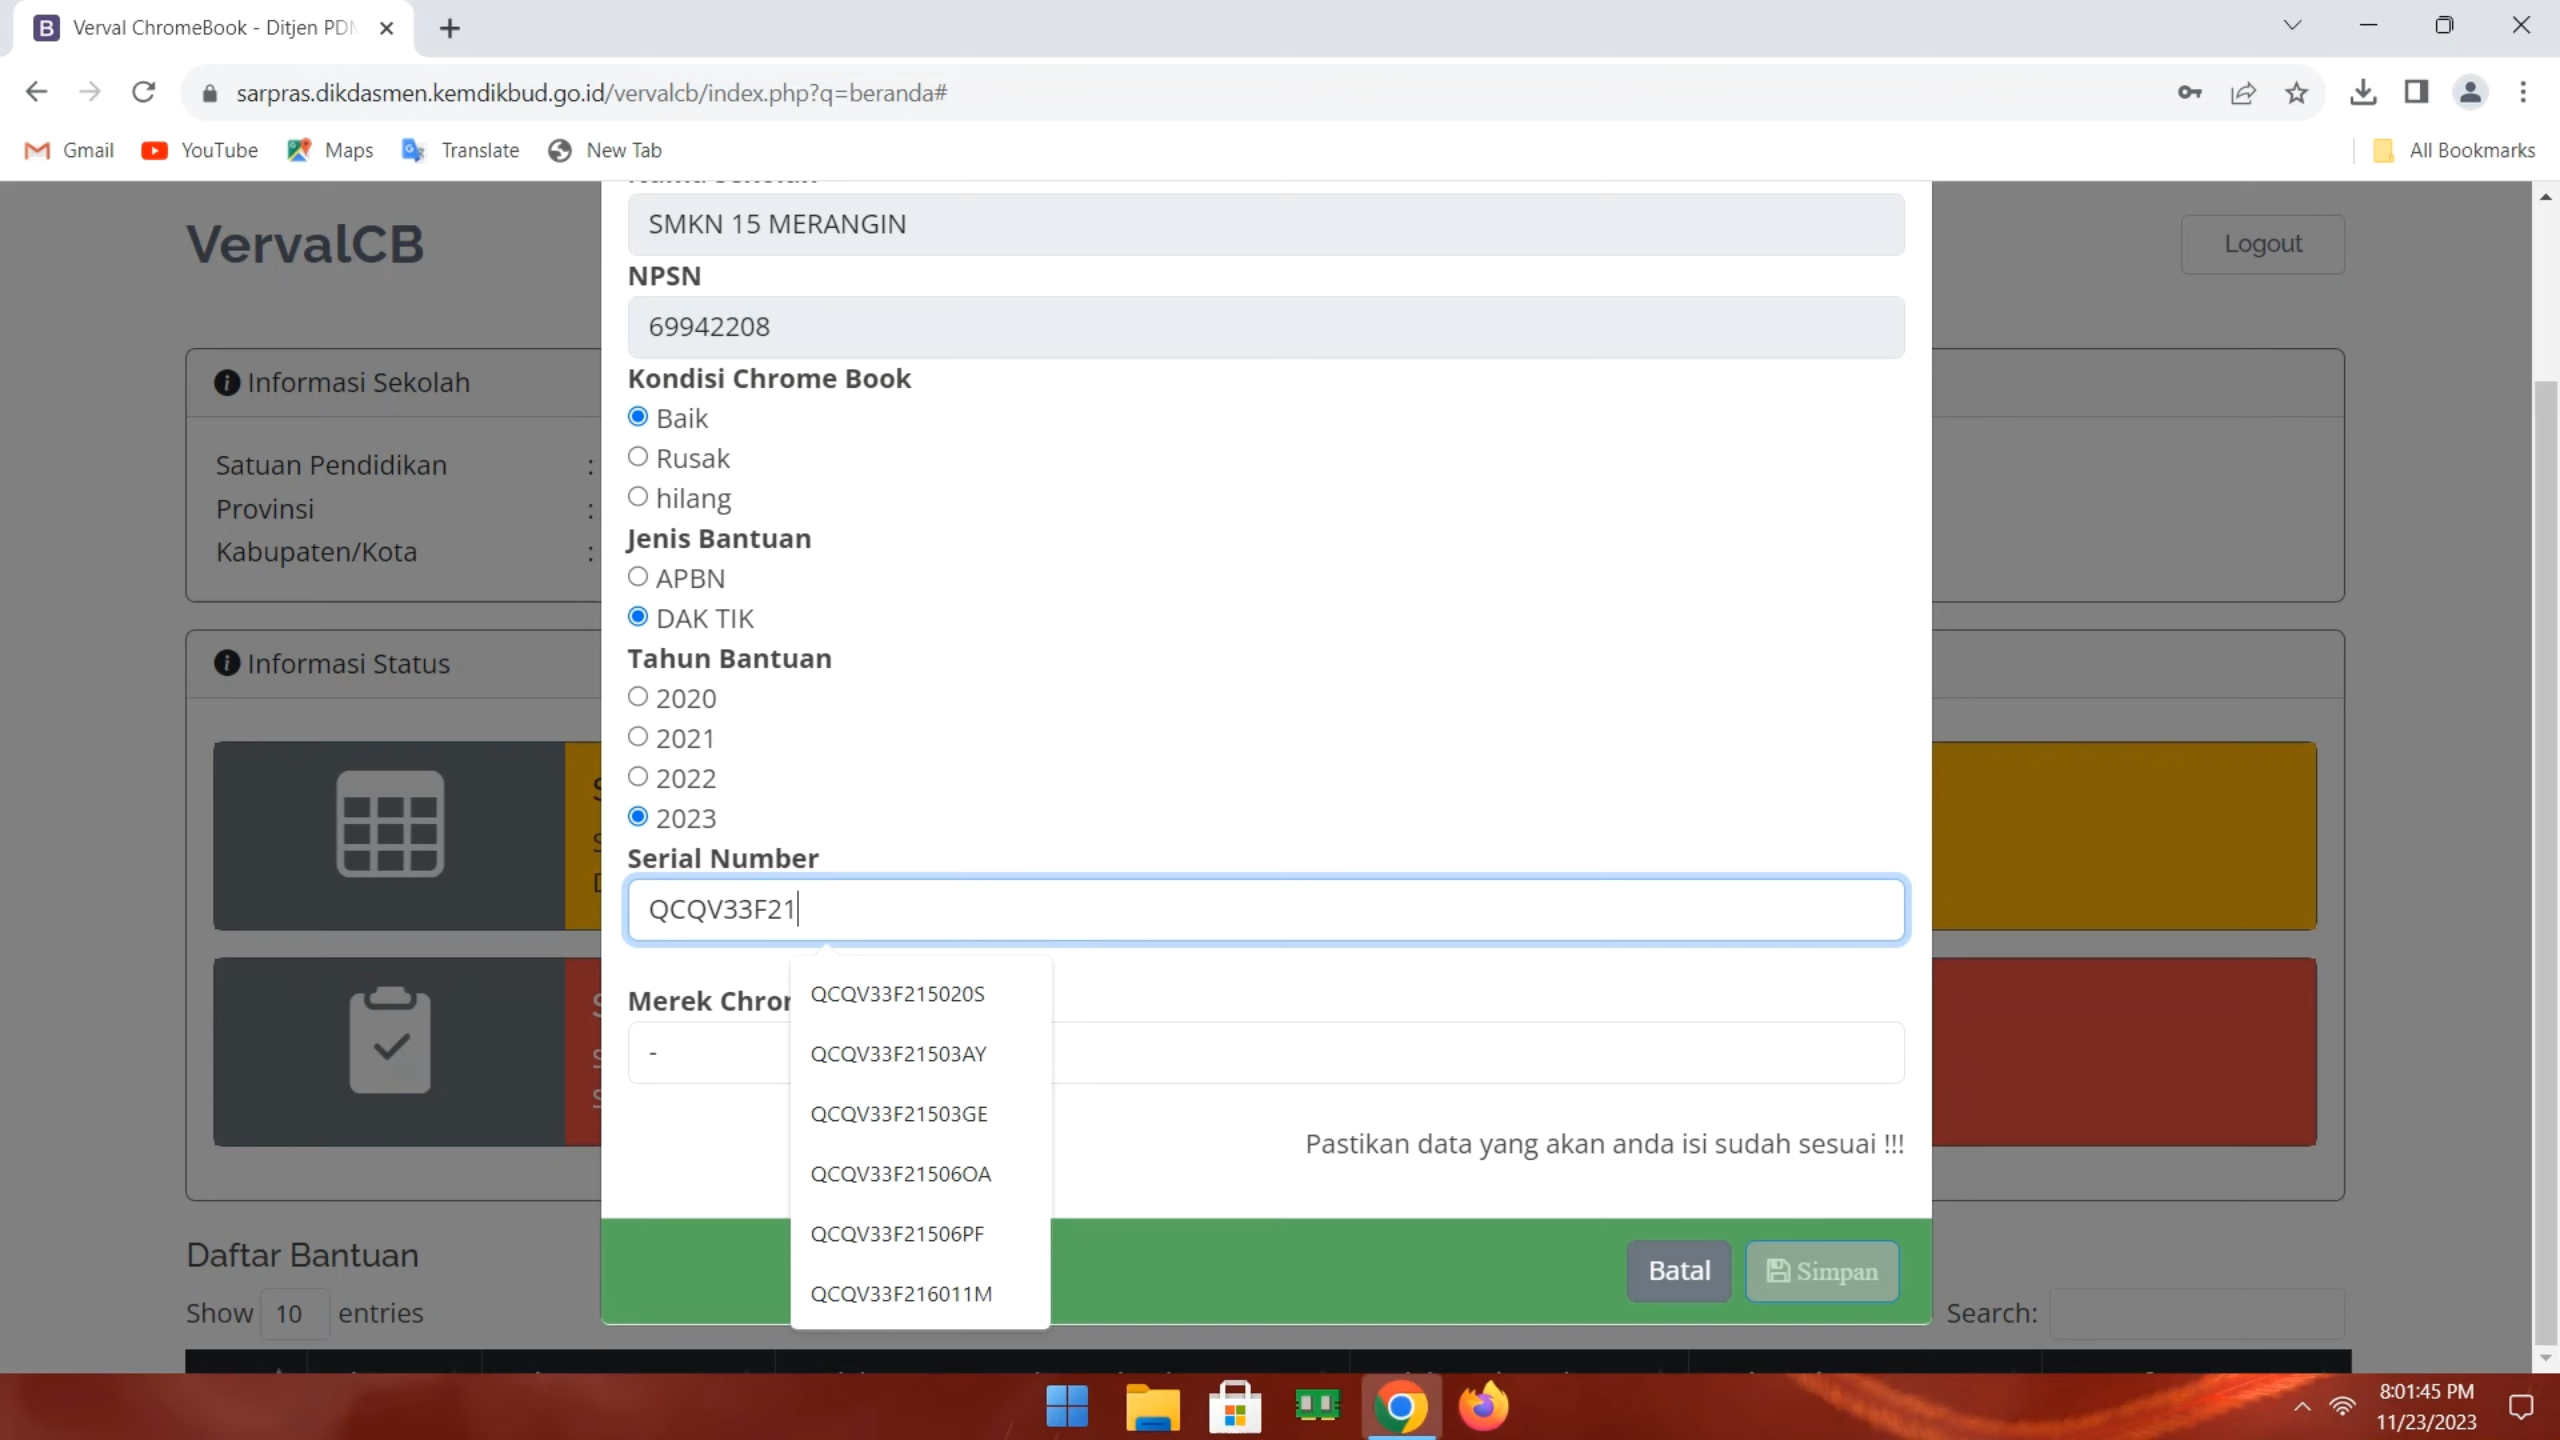 Verval ChromeBook - Ditjen PD
sarpras.dikdasmen.kemdikbud.go.id/vervalcb/index.php?q=beranda#
Gmail YouTube Maps Translate New Tab All Bookmarks
VervalCB
Logout
SMKN 15 MERANGIN
NPSN
69942208
Kondisi Chrome Book
Baik
Rusak
hilang
Jenis Bantuan
APBN
DAK TIK
Tahun Bantuan
2020
2021
2022
2023
Serial Number
QCQV33F21
QCQV33F215020S
QCQV33F21503AY
QCQV33F21503GE
QCQV33F21506OA
QCQV33F21506PF
QCQV33F216011M
Merek Chro
-
Pastikan data yang akan anda isi sudah sesuai !!!
Batal Simpan
Informasi Sekolah
Satuan Pendidikan :
Provinsi :
Kabupaten/Kota :
Informasi Status
Daftar Bantuan
Show 10 entries
Search:
8:01:45 PM
11/23/2023